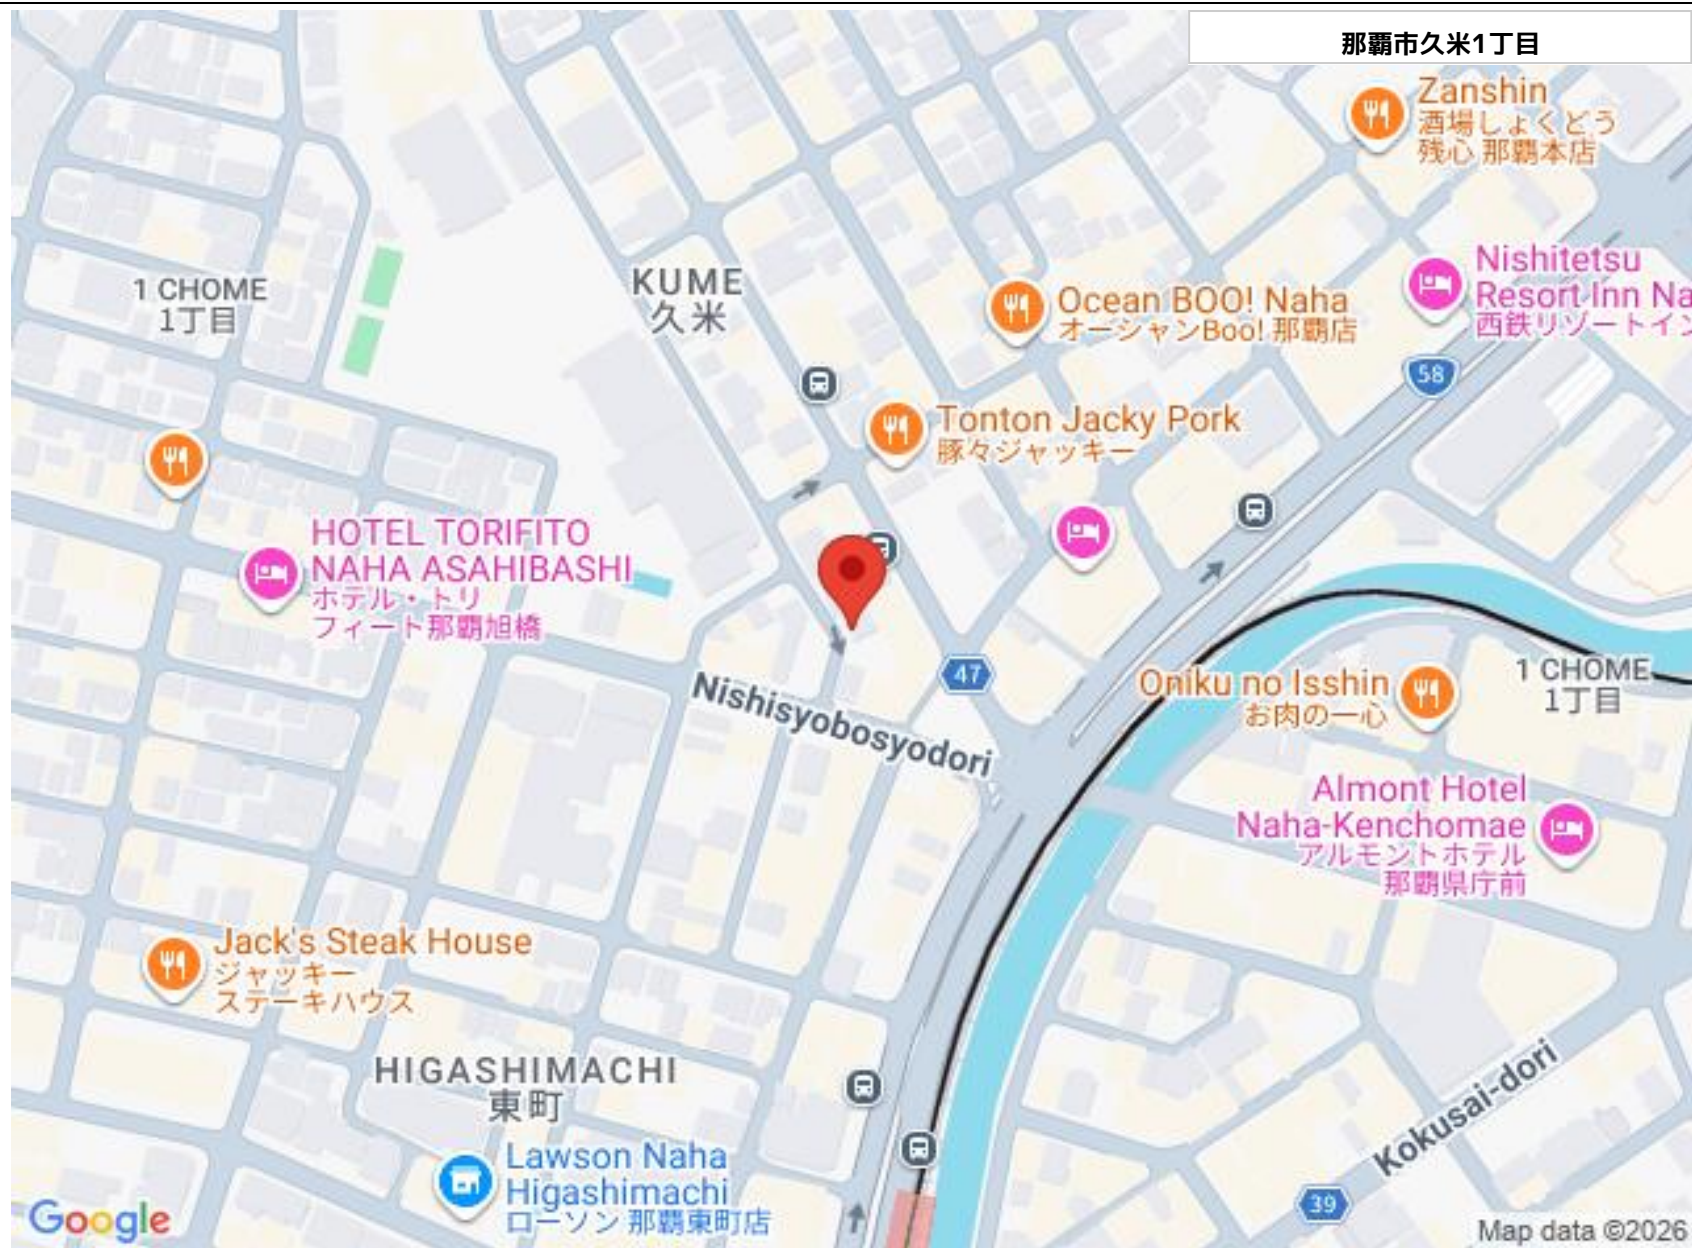 那覇市久米1丁目
Zanshin
酒場しょくどう
残心 那覇本店
Nishitetsu
Resort Inn Na
西鉄リゾートイン
1 CHOME
1丁目
KUME
久米
Ocean BOO! Naha
オーシャンBoo! 那覇店
58
Tonton Jacky Pork
豚々ジャッキー
HOTEL TORIFITO
NAHA ASAHIBASHI
ホテル・トリ
フィート那覇旭橋
47
Nishisyobosyodori
Oniku no Isshin
お肉の一心
1 CHOME
1丁目
Almont Hotel
Naha-Kenchomae
アルモントホテル
那覇県庁前
Jack's Steak House
ジャッキー
ステーキハウス
HIGASHIMACHI
東町
Kokusai-dori
Lawson Naha
Higashimachi
ローソン 那覇東町店
39
Google
Map data ©2026